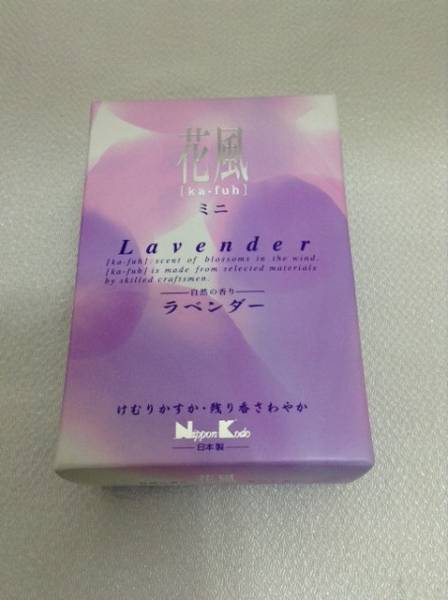 花風
[ka-fuh]
ミニ
Lavender
[ka-fuh]:scent of blossoms in the wind.
[ka-fuh] is made from selected materials
by skilled craftsmen.
自然の香り
ラベンダー
けむりかすか・残り香さわやか
Nippon Kodo
日本製
花風